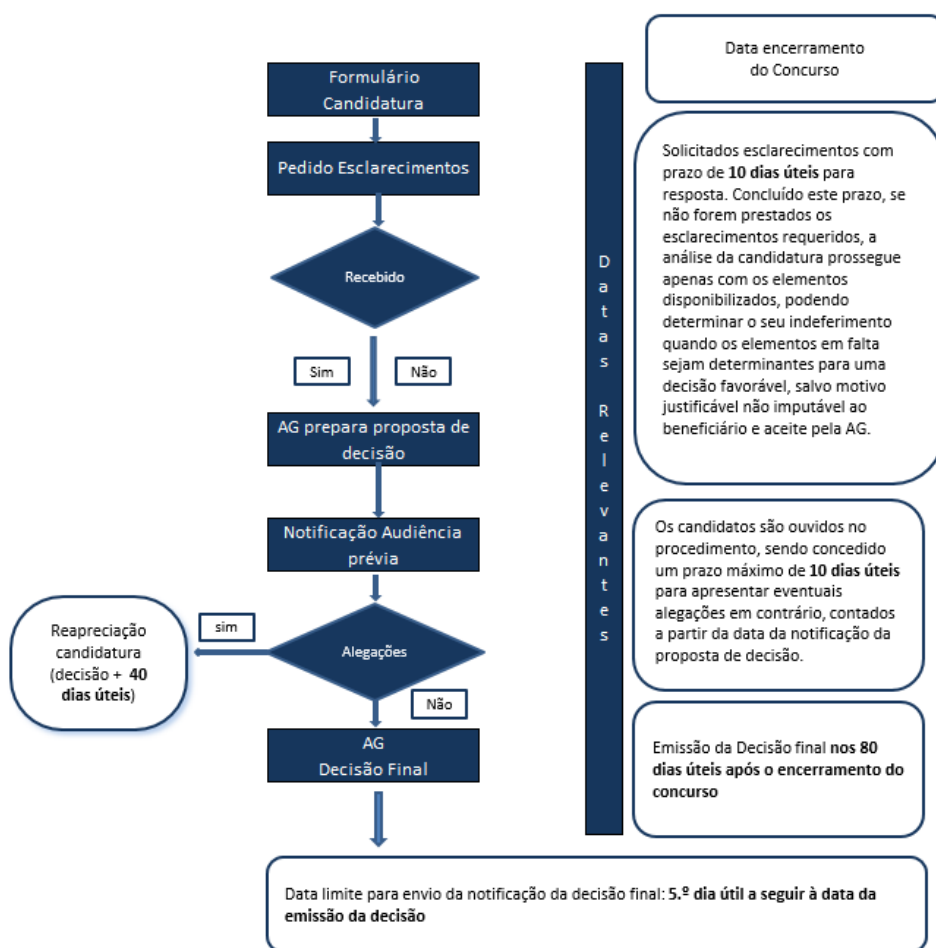 Formulário
Candidatura
Pedido Esclarecimentos
Recebido
Sim
Não
AG prepara proposta de
decisão
Notificação Audiência
prévia
Alegações
sim
Reapreciação
candidatura
(decisão + 40
dias úteis)
Não
AG
Decisão Final
Datas Relevantes
Data encerramento
do Concurso
Solicitados esclarecimentos com
prazo de 10 dias úteis para
resposta. Concluído este prazo, se
não forem prestados os
esclarecimentos requeridos, a
análise da candidatura prossegue
apenas com os elementos
disponibilizados, podendo
determinar o seu indeferimento
quando os elementos em falta
sejam determinantes para uma
decisão favorável, salvo motivo
justificável não imputável ao
beneficiário e aceite pela AG.
Os candidatos são ouvidos no
procedimento, sendo concedido
um prazo máximo de 10 dias úteis
para apresentar eventuais
alegações em contrário, contados
a partir da data da notificação da
proposta de decisão.
Emissão da Decisão final nos 80
dias úteis após o encerramento do
concurso
Data limite para envio da notificação da decisão final: 5.º dia útil a seguir à data da
emissão da decisão